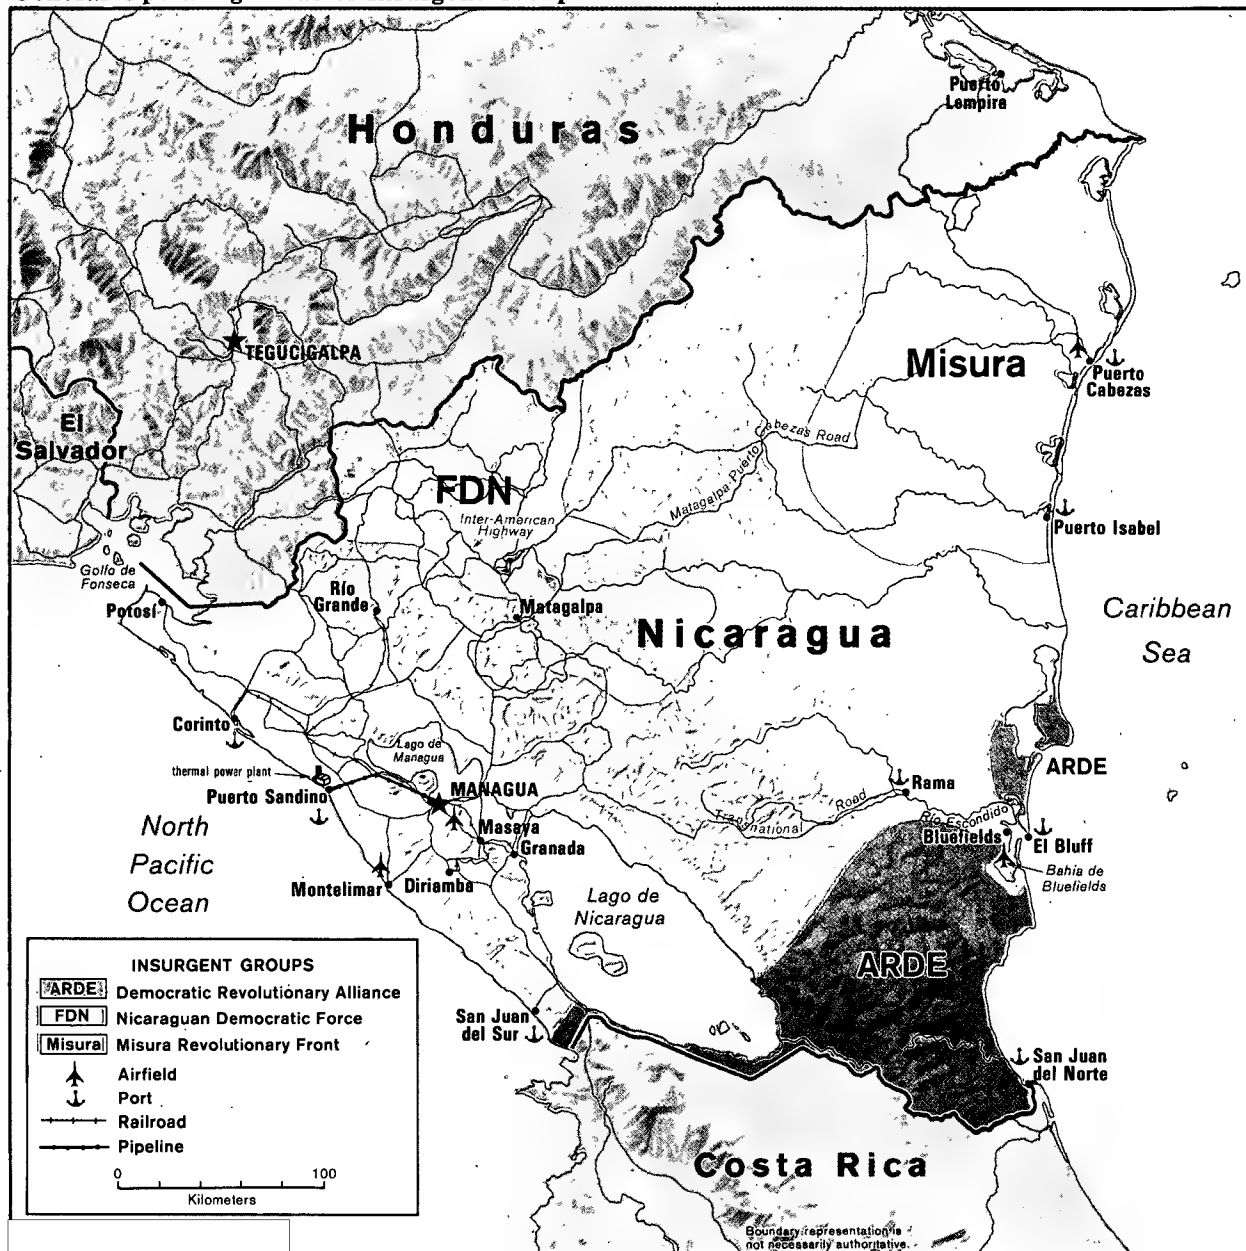 Puerto
Lempira
Honduras
TEGUCIGALPA
El
Salvador
Misura
Puerto
Cabezas
FDN
Matagalpa-Puerto Cabezas Road
Inter-American
Highway
Puerto Isabel
Golfo de
Fonseca
Potosí
Río
Grande
Matagalpa
Nicaragua
Caribbean
Sea
Corinto
Lago de
Managua
thermal power plant
Puerto Sandino
MANAGUA
ARDE
Rama
Transnational Road
Río Escondido
Bluefields
El Bluff
Bahía de
Bluefields
North
Pacific
Ocean
Masaya
Granada
Montelimar
Diriamba
Lago de
Nicaragua
ARDE
San Juan
del Sur
San Juan
del Norte
Costa Rica
INSURGENT GROUPS
ARDE Democratic Revolutionary Alliance
FDN Nicaraguan Democratic Force
Misura Misura Revolutionary Front
Airfield
Port
Railroad
Pipeline
0 100
Kilometers
Boundary representation is
not necessarily authoritative.